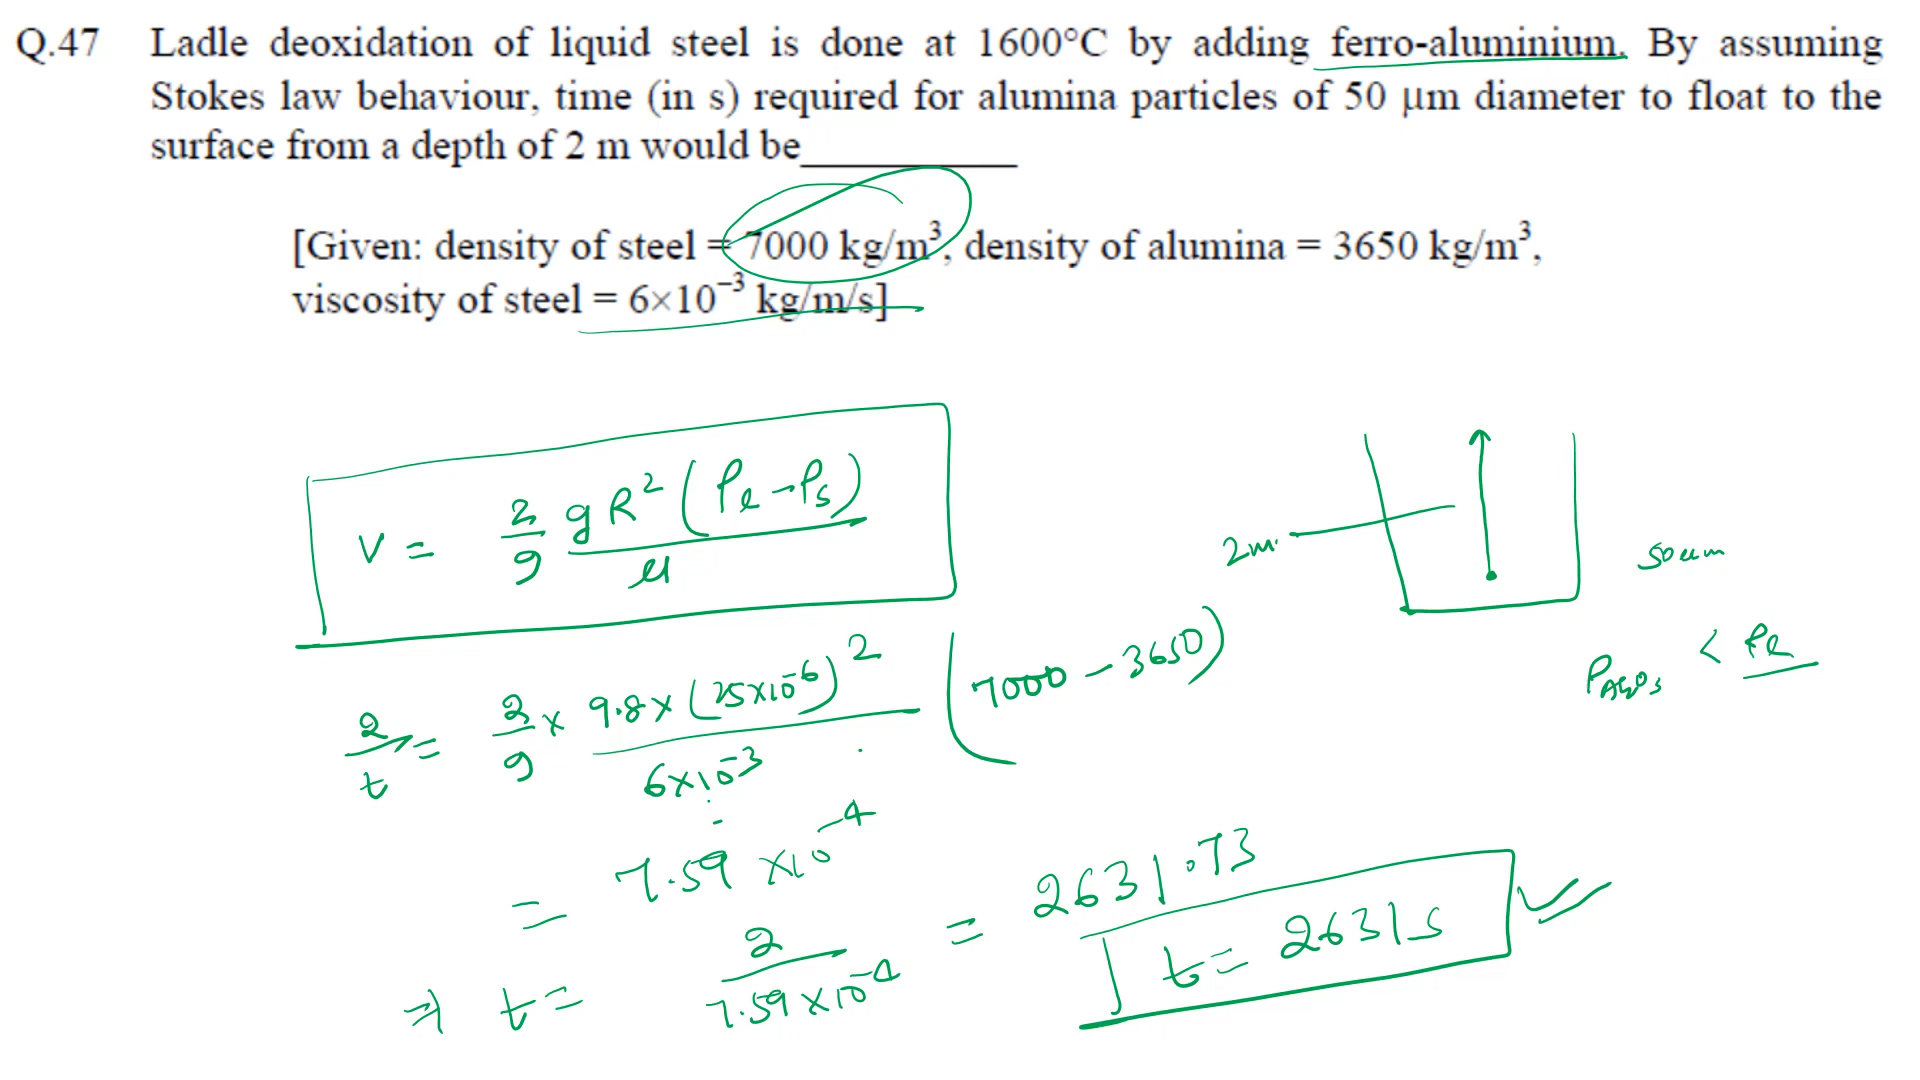 Q.47 Ladle deoxidation of liquid steel is done at 1600°C by adding ferro-aluminium. By assuming
Stokes law behaviour, time (in s) required for alumina particles of 50 μm diameter to float to the
surface from a depth of 2 m would be____________
[Given: density of steel = 7000 kg/m³, density of alumina = 3650 kg/m³,
viscosity of steel = 6×10⁻³ kg/m/s]
V = 2/9 gR²(ρℓ - ρs)/μ
2m.
50 μm
ρAl2O3 < ρℓ
2/t = 2/9 × 9.8 × (25×10⁻⁶)²/6×10⁻³ (7000 - 3650)
= 7.59 ×10⁻⁴
⇒ t = 2/7.59 × 10⁻⁴ = 2631.73
t = 2631 s